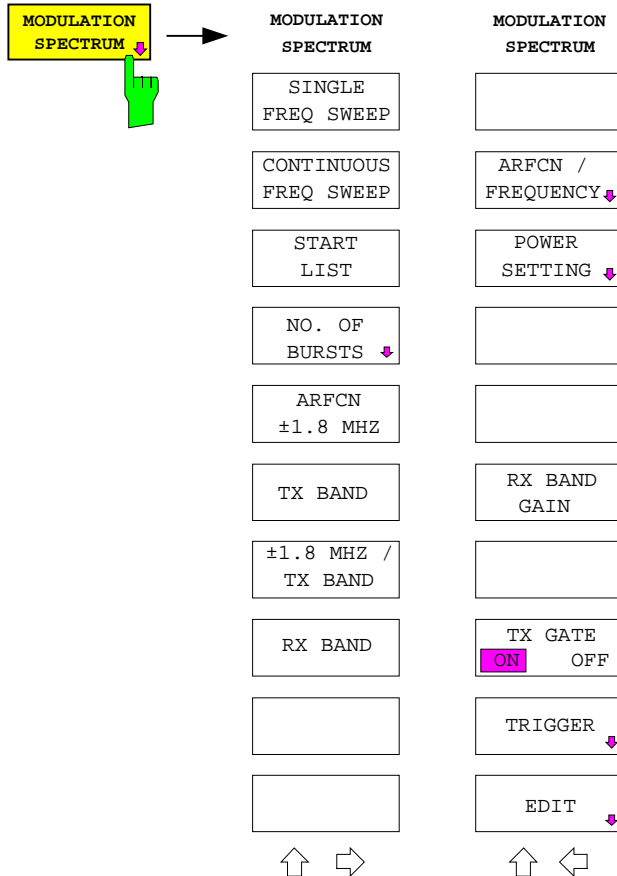 MODULATION
SPECTRUM
MODULATION
SPECTRUM
SINGLE
FREQ SWEEP
CONTINUOUS
FREQ SWEEP
START
LIST
NO. OF
BURSTS
ARFCN
±1.8 MHZ
TX BAND
±1.8 MHZ /
TX BAND
RX BAND
MODULATION
SPECTRUM
ARFCN /
FREQUENCY
POWER
SETTING
RX BAND
GAIN
TX GATE
ON OFF
TRIGGER
EDIT